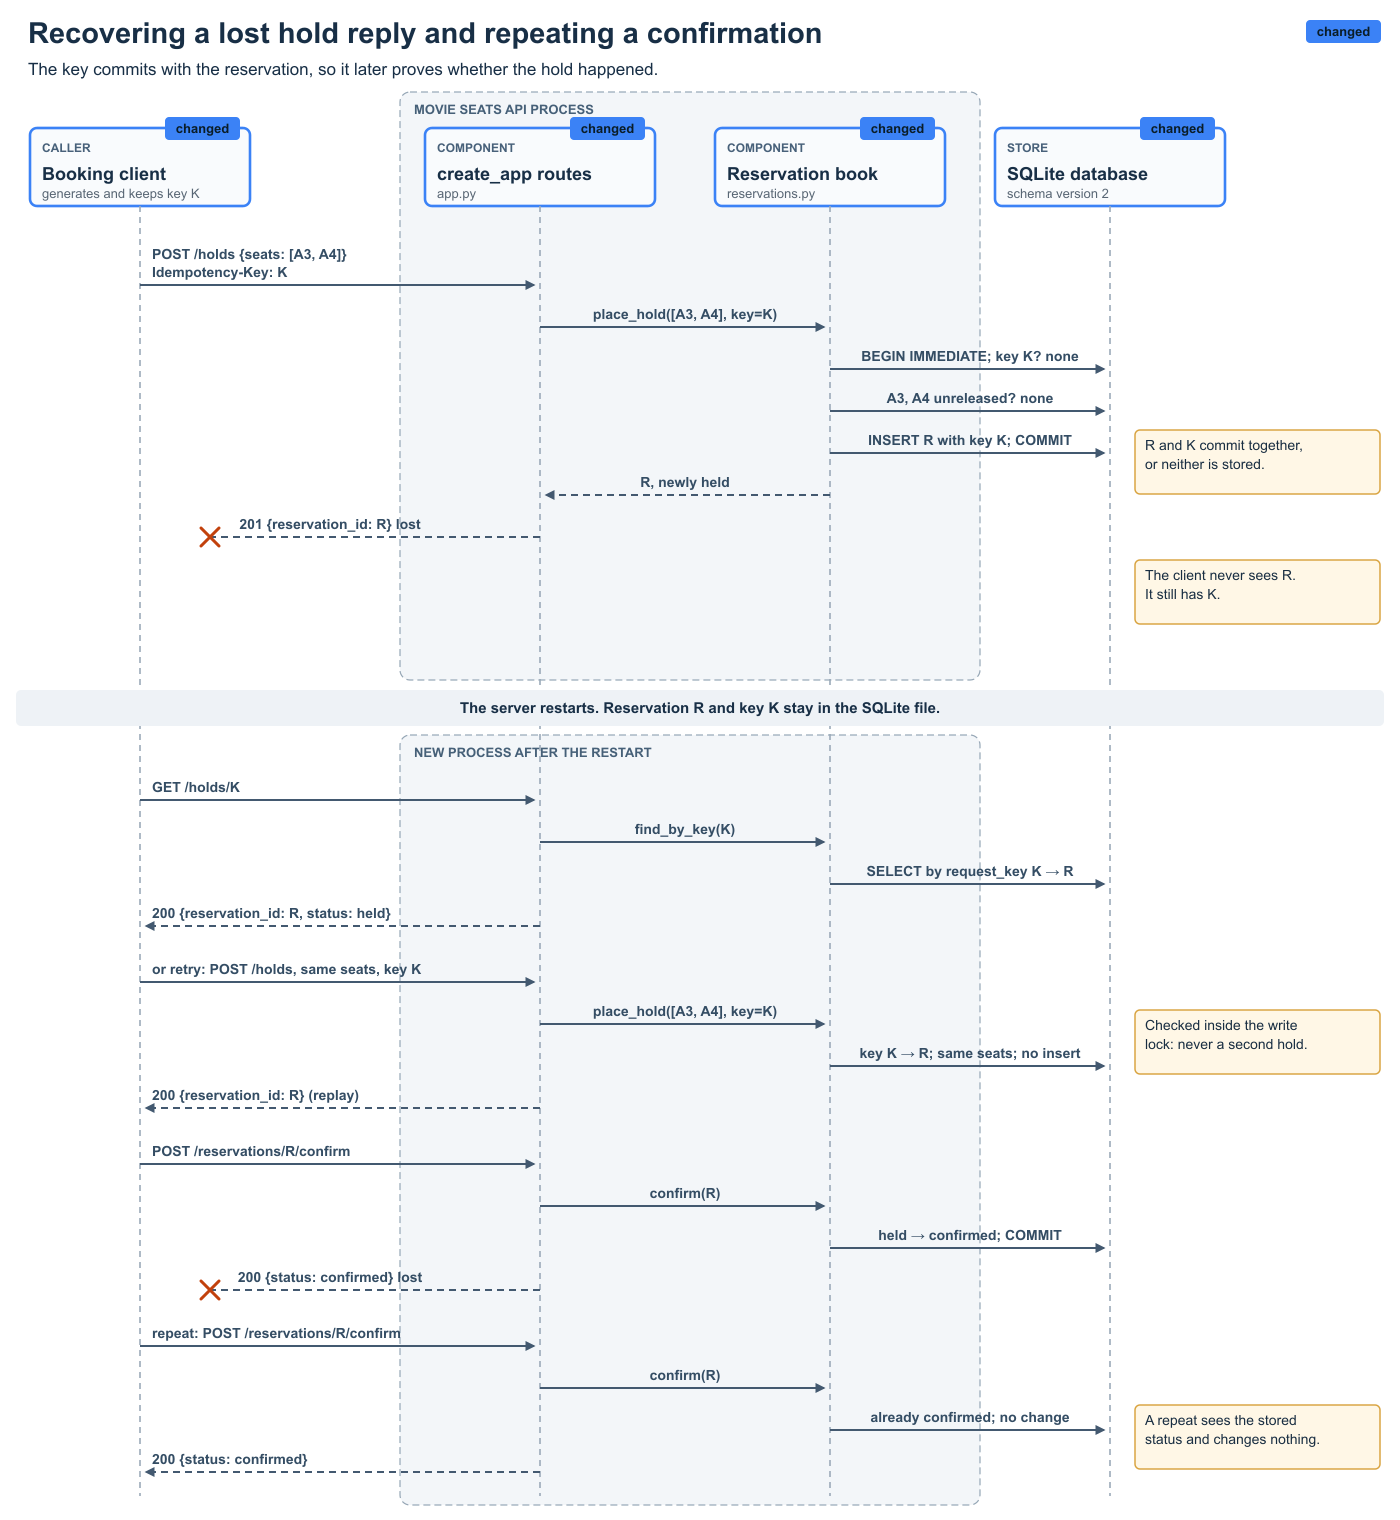 Recovering a lost hold reply and repeating a confirmation
changed
The key commits with the reservation, so it later proves whether the hold happened.
MOVIE SEATS API PROCESS
changed
CALLER
Booking client
generates and keeps key K
changed
COMPONENT
create_app routes
app.py
changed
COMPONENT
Reservation book
reservations.py
changed
STORE
SQLite database
schema version 2
POST /holds {seats: [A3, A4]}
Idempotency-Key: K
place_hold([A3, A4], key=K)
BEGIN IMMEDIATE; key K? none
A3, A4 unreleased? none
INSERT R with key K; COMMIT
R and K commit together,
or neither is stored.
R, newly held
201 {reservation_id: R} lost
The client never sees R.
It still has K.
The server restarts. Reservation R and key K stay in the SQLite file.
NEW PROCESS AFTER THE RESTART
GET /holds/K
find_by_key(K)
SELECT by request_key K → R
200 {reservation_id: R, status: held}
or retry: POST /holds, same seats, key K
place_hold([A3, A4], key=K)
Checked inside the write
lock: never a second hold.
key K → R; same seats; no insert
200 {reservation_id: R} (replay)
POST /reservations/R/confirm
confirm(R)
held → confirmed; COMMIT
200 {status: confirmed} lost
repeat: POST /reservations/R/confirm
confirm(R)
already confirmed; no change
A repeat sees the stored
status and changes nothing.
200 {status: confirmed}